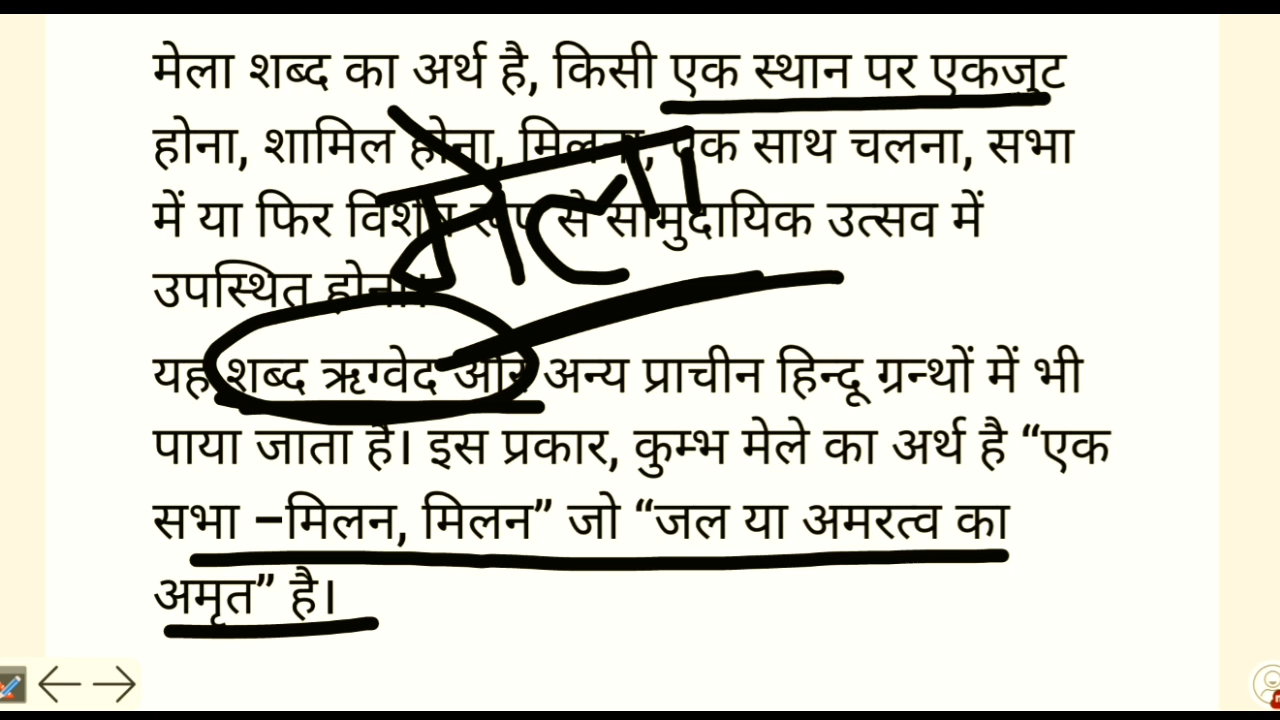 मेला शब्द का अर्थ है, किसी एक स्थान पर एकजुट
होना, शामिल होना, मिलना, एक साथ चलना, सभा
में या फिर विशेष रूप से सामुदायिक उत्सव में
उपस्थित होना।
मेला
यह शब्द ऋग्वेद और अन्य प्राचीन हिन्दू ग्रन्थों में भी
पाया जाता है। इस प्रकार, कुम्भ मेले का अर्थ है “एक
सभा –मिलन, मिलन” जो “जल या अमरत्व का
अमृत” है।